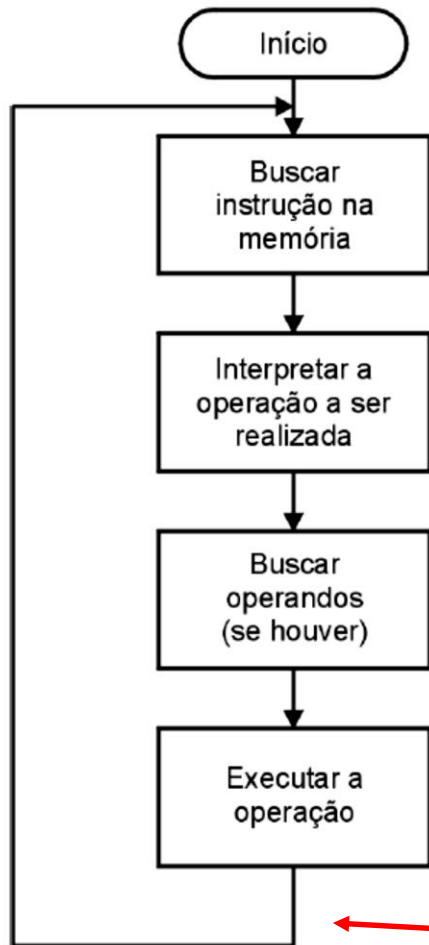 Início
Buscar
instrução na
memória
Interpretar a
operação a ser
realizada
Buscar
operandos
(se houver)
Executar a
operação